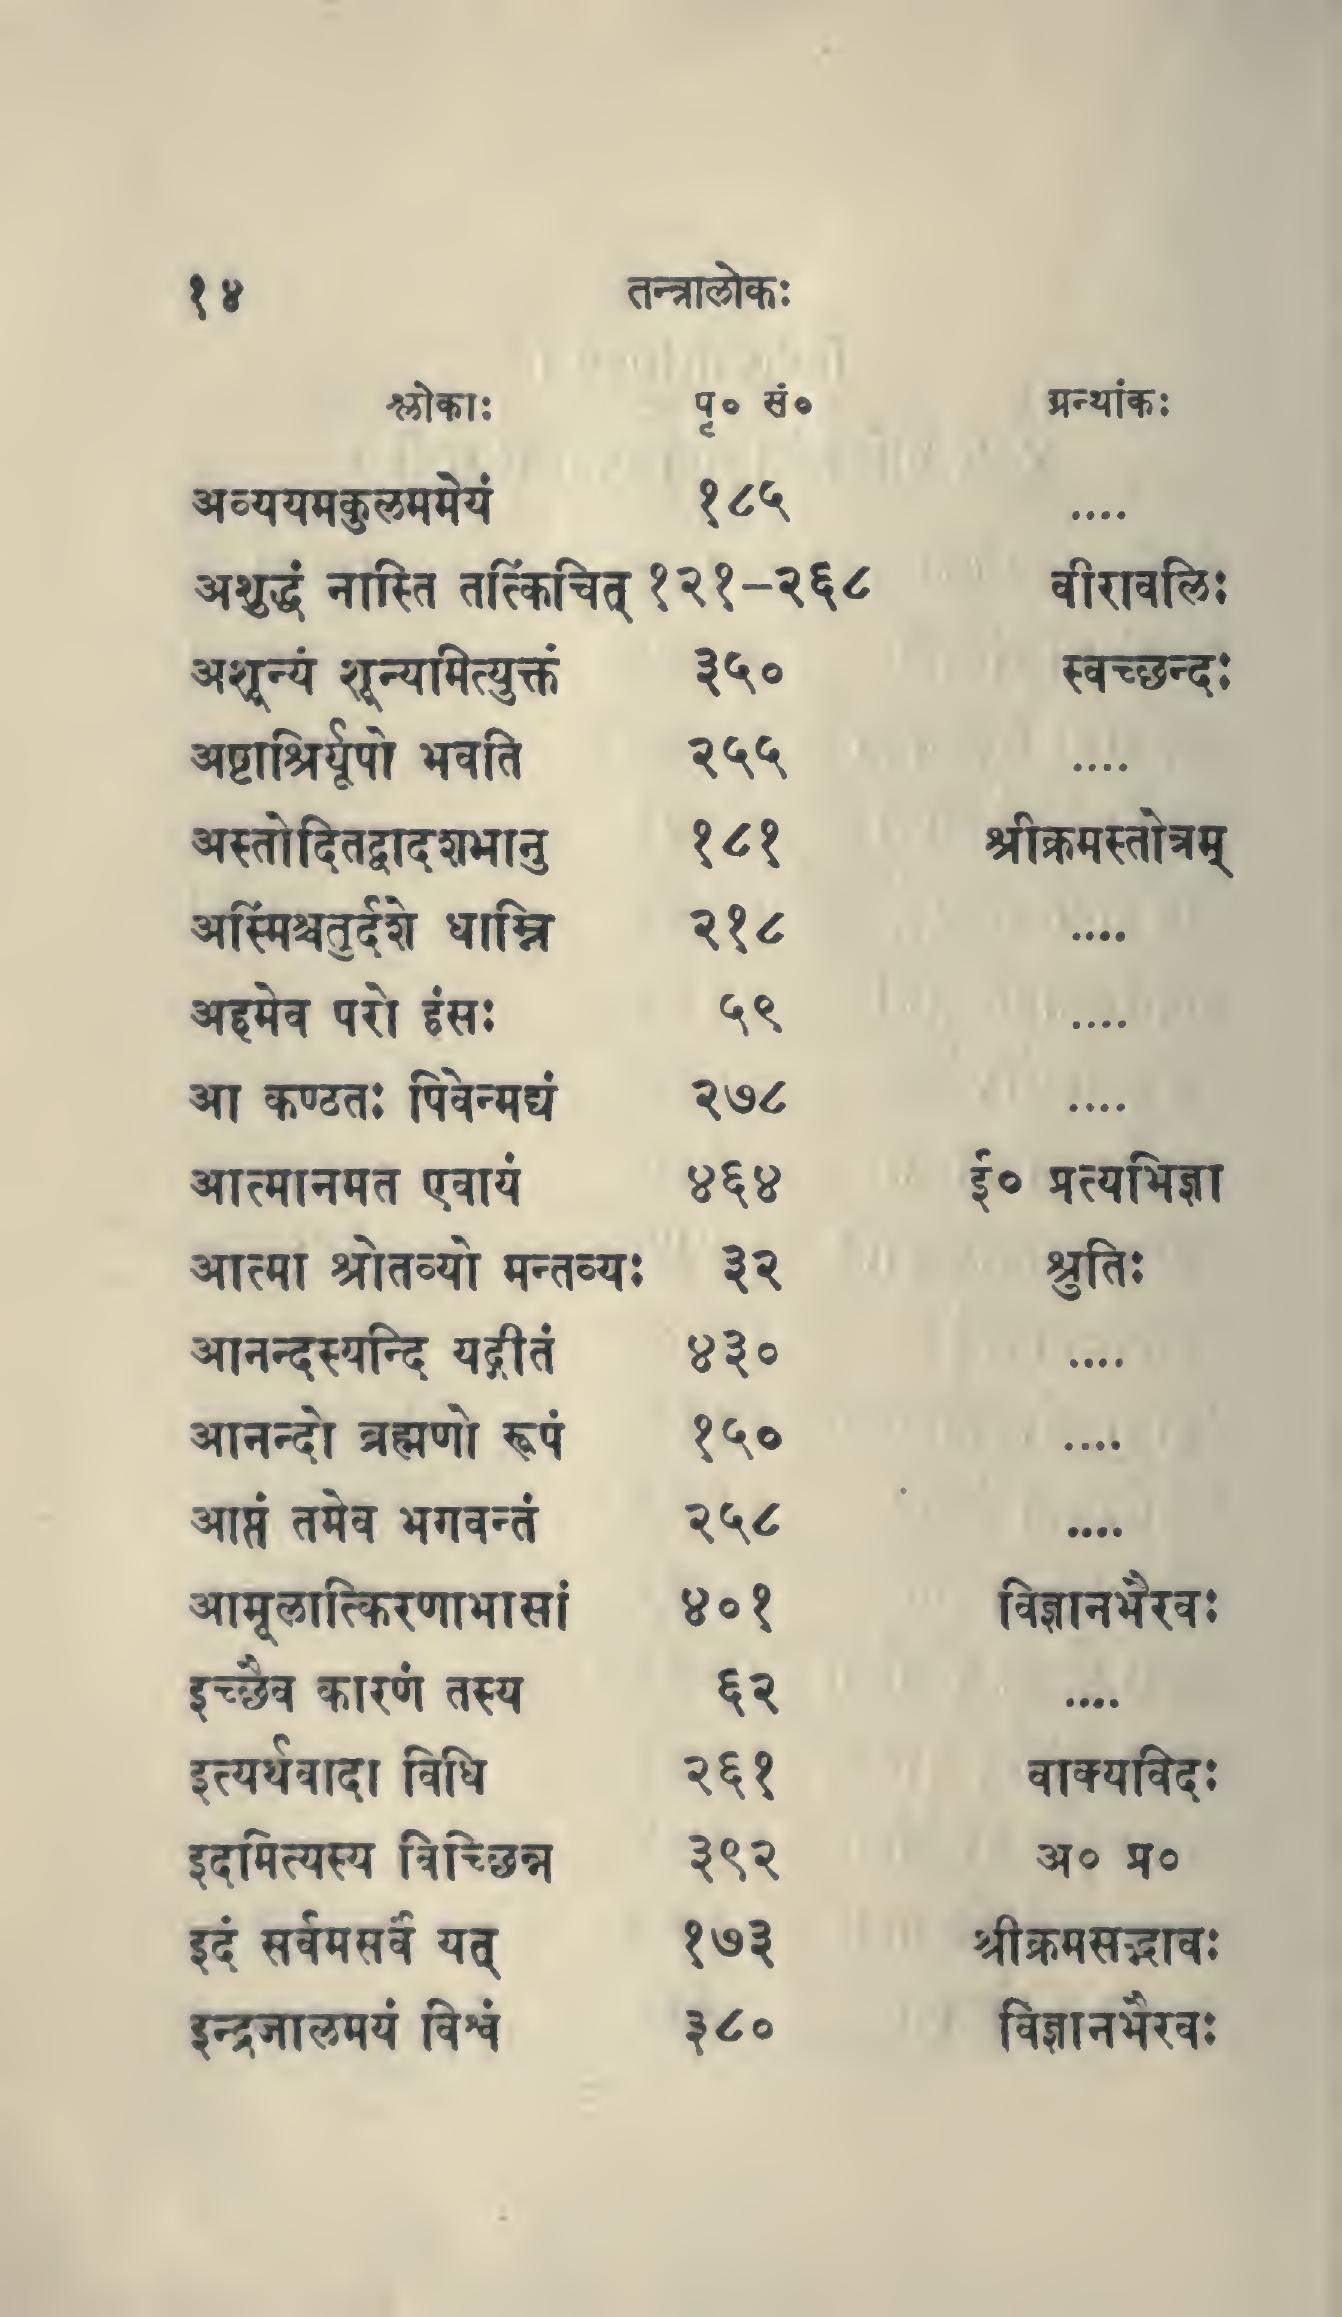 १४ तन्त्रालोकः
श्लोकाः पृ० सं० ग्रन्थांकः
अव्ययमकुलममेयं १८५ ....
अशुद्धं नास्ति तत्किंचित् १२१–२६८ वीरावलिः
अशून्यं शून्यामित्युक्तं ३५० स्वच्छन्दः
अष्टाश्रिर्यूपो भवति २५५ ....
अस्तोदितद्वादशभानु १८१ श्रीक्रमस्तोत्रम्
अस्मिंश्चतुर्दशे धाम्नि २१८ ....
अहमेव परो हंसः ५९ ....
आ कण्ठतः पिवेन्मद्यं २७८ ....
आत्मानमत एवायं ४६४ ई० प्रत्यभिज्ञा
आत्मा श्रोतव्यो मन्तव्यः ३२ श्रुतिः
आनन्दस्यन्दि यद्गीतं ४३० ....
आनन्दो ब्रह्मणो रूपं १५० ....
आप्तं तमेव भगवन्तं २५८ ....
आमूलात्किरणाभासां ४०१ विज्ञानभैरवः
इच्छैव कारणं तस्य ६२ ....
इत्यर्थवादा विधि २६१ वाक्यविदः
इदमित्यस्य विच्छिन्न ३९२ अ० प्र०
इदं सर्वमसर्वं यत् १७३ श्रीक्रमसद्भावः
इन्द्रजालमयं विश्वं ३८० विज्ञानभैरवः